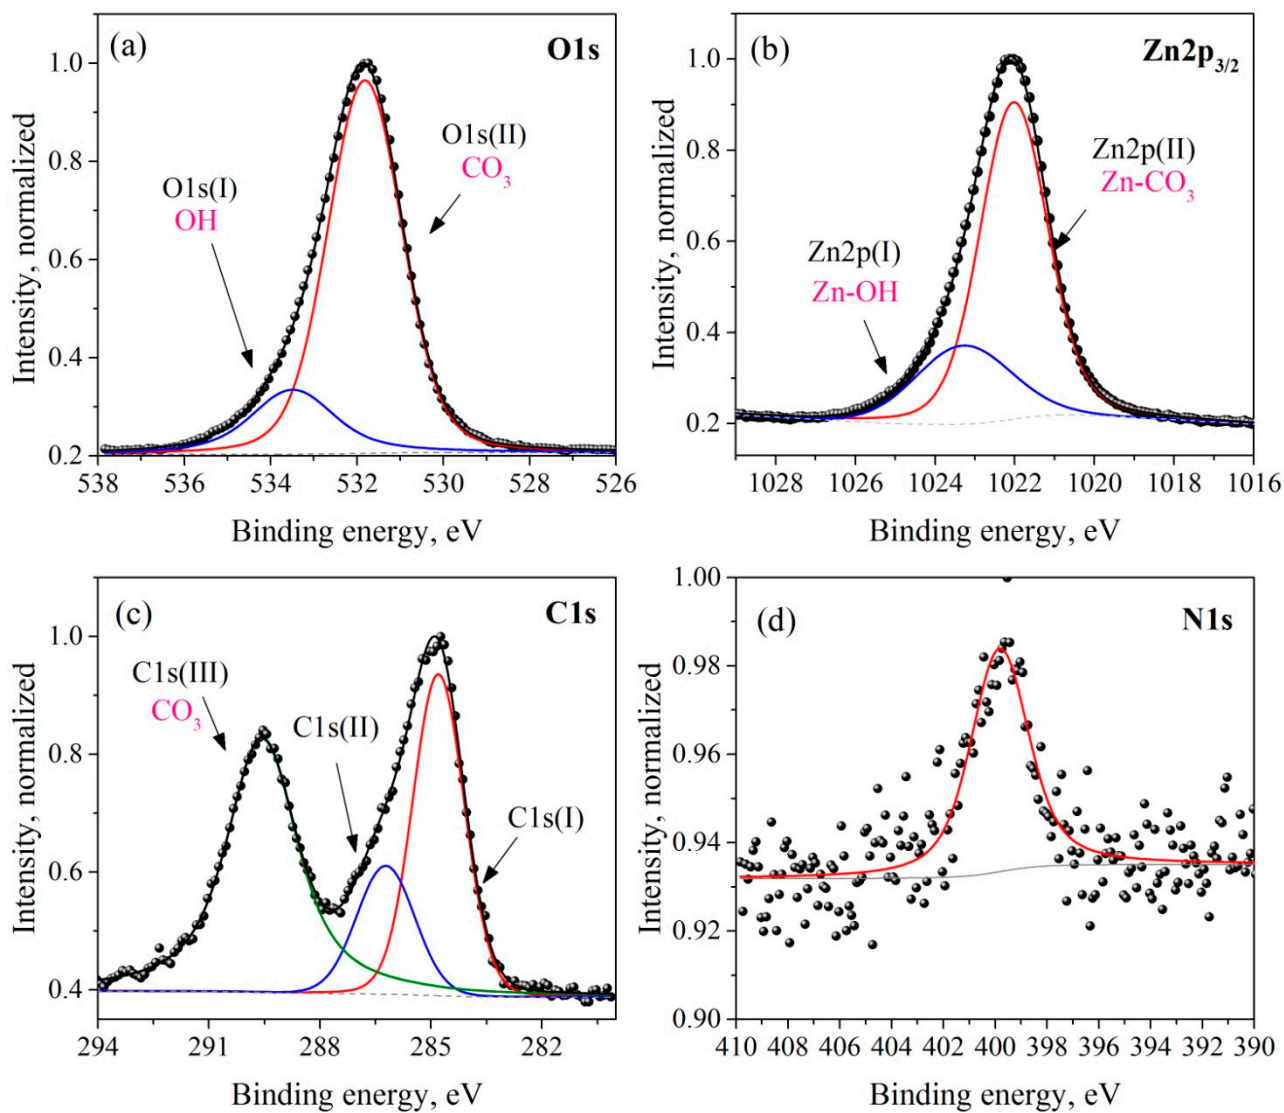 (a)
O1s
O1s(II)
CO3
O1s(I)
OH
1.0
0.8
0.6
0.4
0.2
Intensity, normalized
538 536 534 532 530 528 526
Binding energy, eV
(b)
Zn2p3/2
Zn2p(II)
Zn-CO3
Zn2p(I)
Zn-OH
1.0
0.8
0.6
0.4
0.2
Intensity, normalized
1028 1026 1024 1022 1020 1018 1016
Binding energy, eV
(c)
C1s
C1s(III)
CO3
C1s(II)
C1s(I)
1.0
0.8
0.6
0.4
Intensity, normalized
294 291 288 285 282
Binding energy, eV
(d)
N1s
1.00
0.98
0.96
0.94
0.92
0.90
Intensity, normalized
410 408 406 404 402 400 398 396 394 392 390
Binding energy, eV